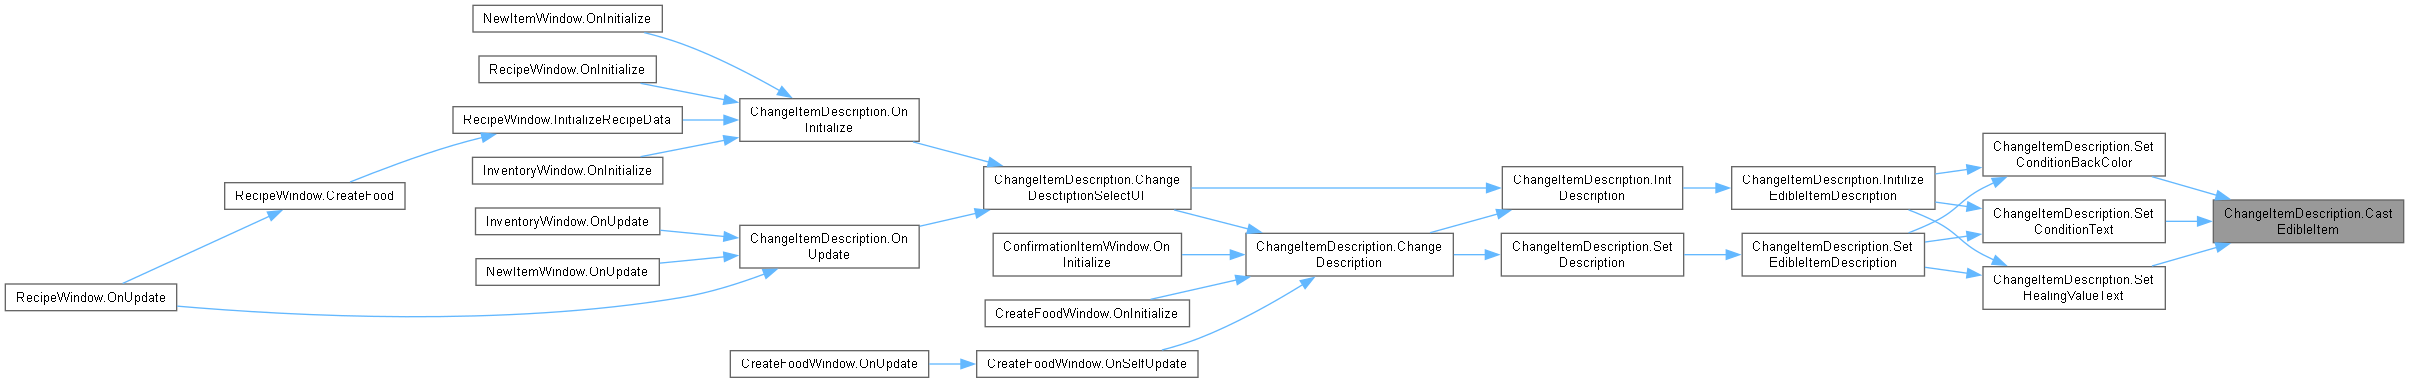 NewItemWindow.OnInitialize
RecipeWindow.OnInitialize
RecipeWindow.InitializeRecipeData
InventoryWindow.OnInitialize
RecipeWindow.CreateFood
InventoryWindow.OnUpdate
NewItemWindow.OnUpdate
RecipeWindow.OnUpdate
ChangeItemDescription.On
Initialize
ChangeItemDescription.On
Update
CreateFoodWindow.OnUpdate
ChangeItemDescription.Change
DesctiptionSelectUI
ConfirmationItemWindow.On
Initialize
CreateFoodWindow.OnInitialize
CreateFoodWindow.OnSelfUpdate
ChangeItemDescription.Change
Description
ChangeItemDescription.Init
Description
ChangeItemDescription.Set
Description
ChangeItemDescription.Initilize
EdibleItemDescription
ChangeItemDescription.Set
EdibleItemDescription
ChangeItemDescription.Set
ConditionBackColor
ChangeItemDescription.Set
ConditionText
ChangeItemDescription.Set
HealingValueText
ChangeItemDescription.Cast
EdibleItem